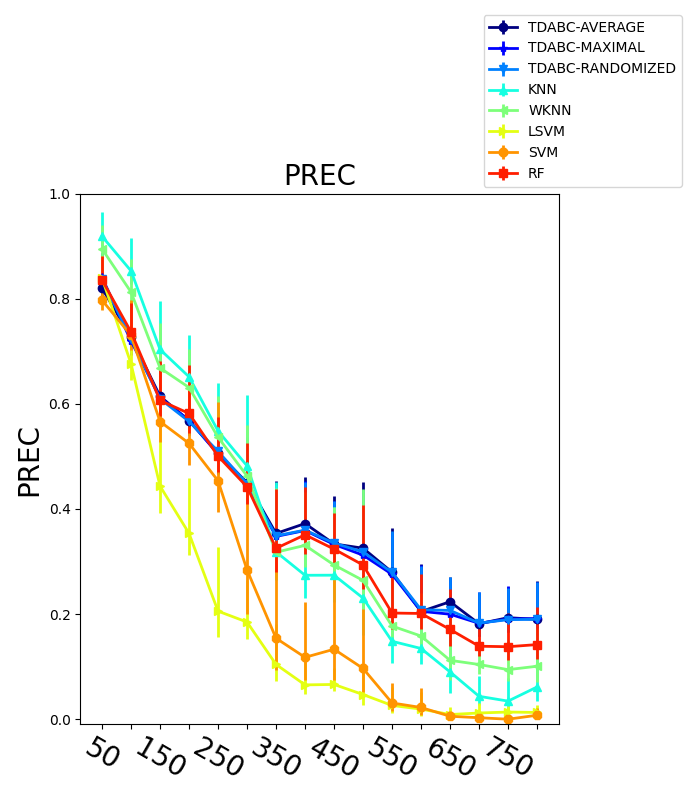 TDABC-AVERAGE
TDABC-MAXIMAL
TDABC-RANDOMIZED
KNN
WKNN
LSVM
SVM
RF
PREC
1.0
0.8
0.6
0.4
0.2
0.0
PREC
50
150
250
350
450
550
650
750